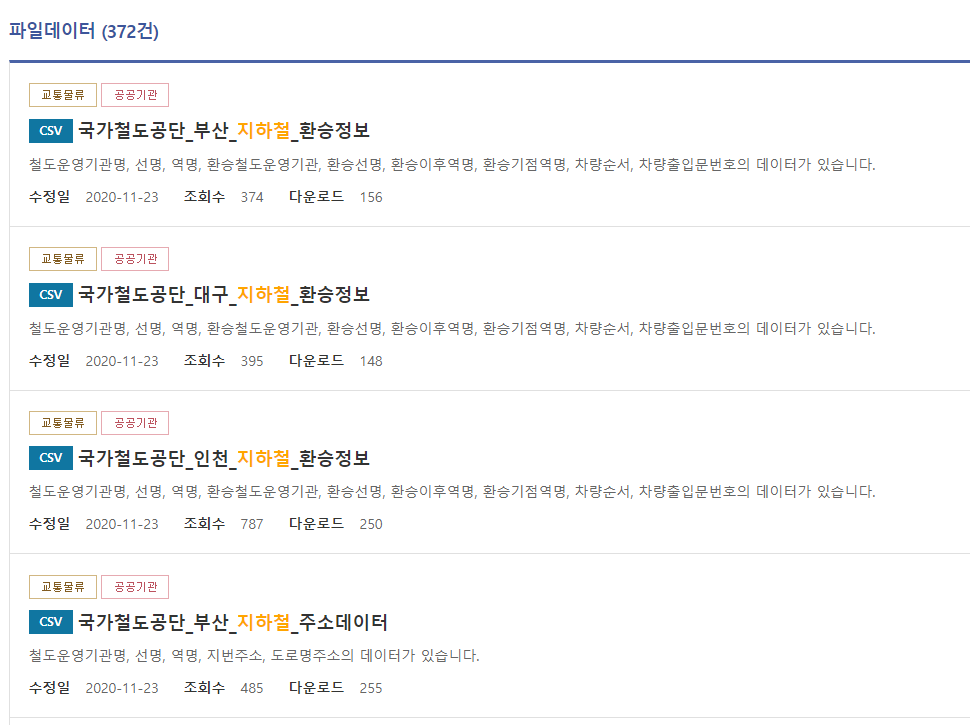 파일데이터 (372건)
교통물류 공공기관
CSV 국가철도공단_부산_지하철_환승정보
철도운영기관명, 선명, 역명, 환승철도운영기관, 환승선명, 환승이후역명, 환승기점역명, 차량순서, 차량출입문번호의 데이터가 있습니다.
수정일 2020-11-23 조회수 374 다운로드 156
교통물류 공공기관
CSV 국가철도공단_대구_지하철_환승정보
철도운영기관명, 선명, 역명, 환승철도운영기관, 환승선명, 환승이후역명, 환승기점역명, 차량순서, 차량출입문번호의 데이터가 있습니다.
수정일 2020-11-23 조회수 395 다운로드 148
교통물류 공공기관
CSV 국가철도공단_인천_지하철_환승정보
철도운영기관명, 선명, 역명, 환승철도운영기관, 환승선명, 환승이후역명, 환승기점역명, 차량순서, 차량출입문번호의 데이터가 있습니다.
수정일 2020-11-23 조회수 787 다운로드 250
교통물류 공공기관
CSV 국가철도공단_부산_지하철_주소데이터
철도운영기관명, 선명, 역명, 지번주소, 도로명주소의 데이터가 있습니다.
수정일 2020-11-23 조회수 485 다운로드 255